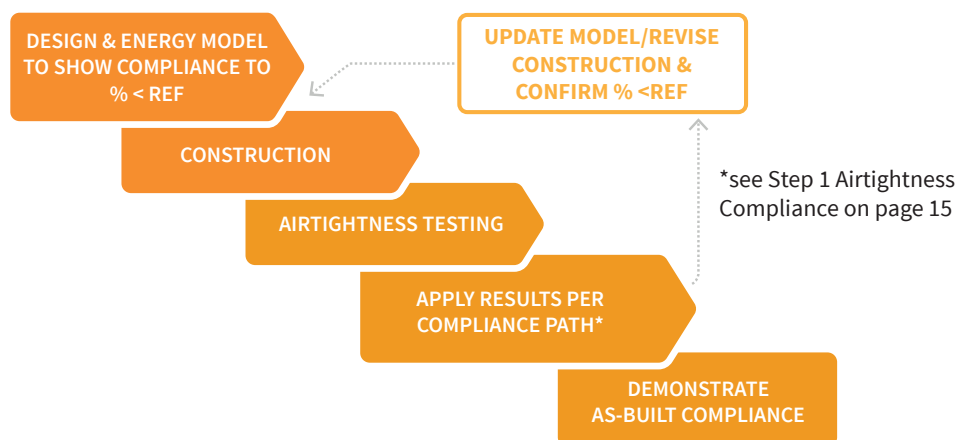 DESIGN & ENERGY MODEL
TO SHOW COMPLIANCE TO
% < REF
UPDATE MODEL/REVISE
CONSTRUCTION &
CONFIRM % <REF
CONSTRUCTION
*see Step 1 Airtightness
Compliance on page 15
AIRTIGHTNESS TESTING
APPLY RESULTS PER
COMPLIANCE PATH*
DEMONSTRATE
AS-BUILT COMPLIANCE